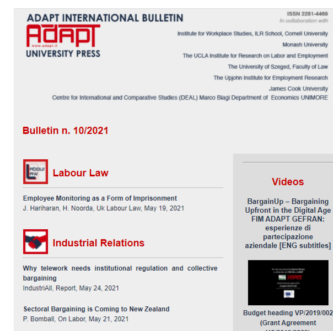 ADAPT INTERNATIONAL BULLETIN
ADAPT
www.adapt.it
UNIVERSITY PRESS
ISSN 2281-4468
in collaboration with
Institute for Workplace Studies, ILR School, Cornell University
Monash University
The UCLA Institute for Research on Labor and Employment
The University of Szeged, Faculty of Law
The Upjohn Institute for Employment Research
James Cook University
Centre for International and Comparative Studies (DEAL) Marco Biagi Department of Economics UNIMORE
Bulletin n. 10/2021
Labour Law
Employee Monitoring as a Form of Imprisonment
J. Hariharan, H. Noorda, Uk Labour Law, May 19, 2021
Industrial Relations
Why telework needs institutional regulation and collective
bargaining
IndustriAll, Report, May 24, 2021
Sectoral Bargaining is Coming to New Zealand
P. Bomball, On Labor, May 21, 2021
Videos
BargainUp – Bargaining
Upfront in the Digital Age
FIM ADAPT GEFRAN:
esperienze di
partecipazione
aziendale [ENG subtitles]
Budget heading VP/2019/002
(Grant Agreement